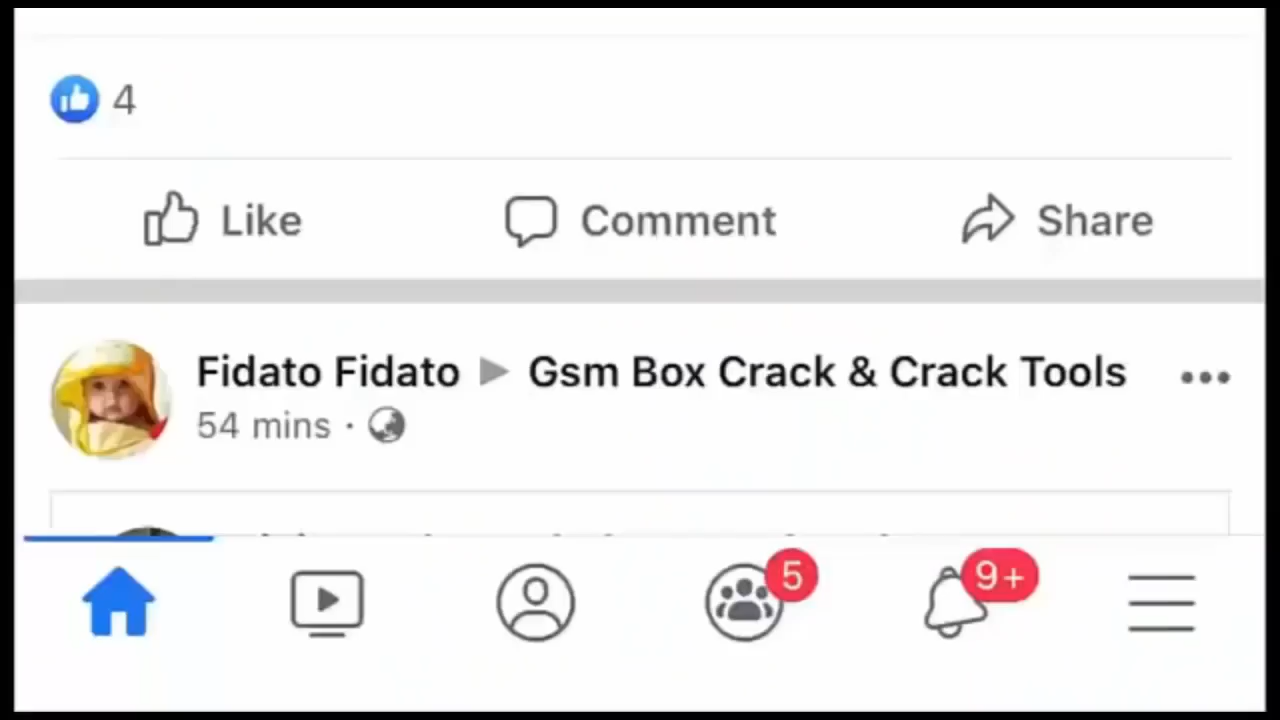 4
Like Comment Share
Fidato Fidato ▶ Gsm Box Crack & Crack Tools
54 mins ·
5 9+